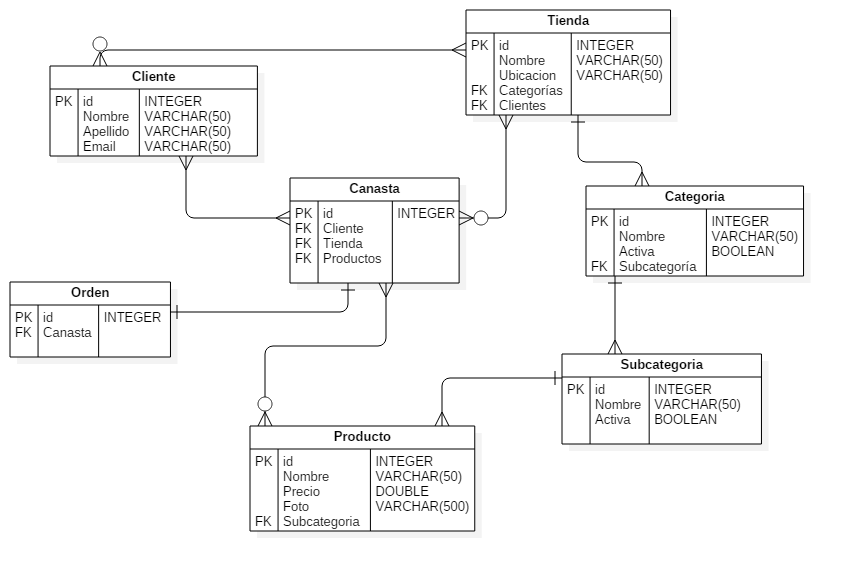 Tienda
PK id INTEGER
Nombre VARCHAR(50)
Ubicacion VARCHAR(50)
FK Categorías
FK Clientes
Cliente
PK id INTEGER
Nombre VARCHAR(50)
Apellido VARCHAR(50)
Email VARCHAR(50)
Canasta
PK id INTEGER
FK Cliente
FK Tienda
FK Productos
Categoria
PK id INTEGER
Nombre VARCHAR(50)
Activa BOOLEAN
FK Subcategoría
Orden
PK id INTEGER
FK Canasta
Subcategoria
PK id INTEGER
Nombre VARCHAR(50)
Activa BOOLEAN
Producto
PK id INTEGER
Nombre VARCHAR(50)
Precio DOUBLE
Foto VARCHAR(500)
FK Subcategoria